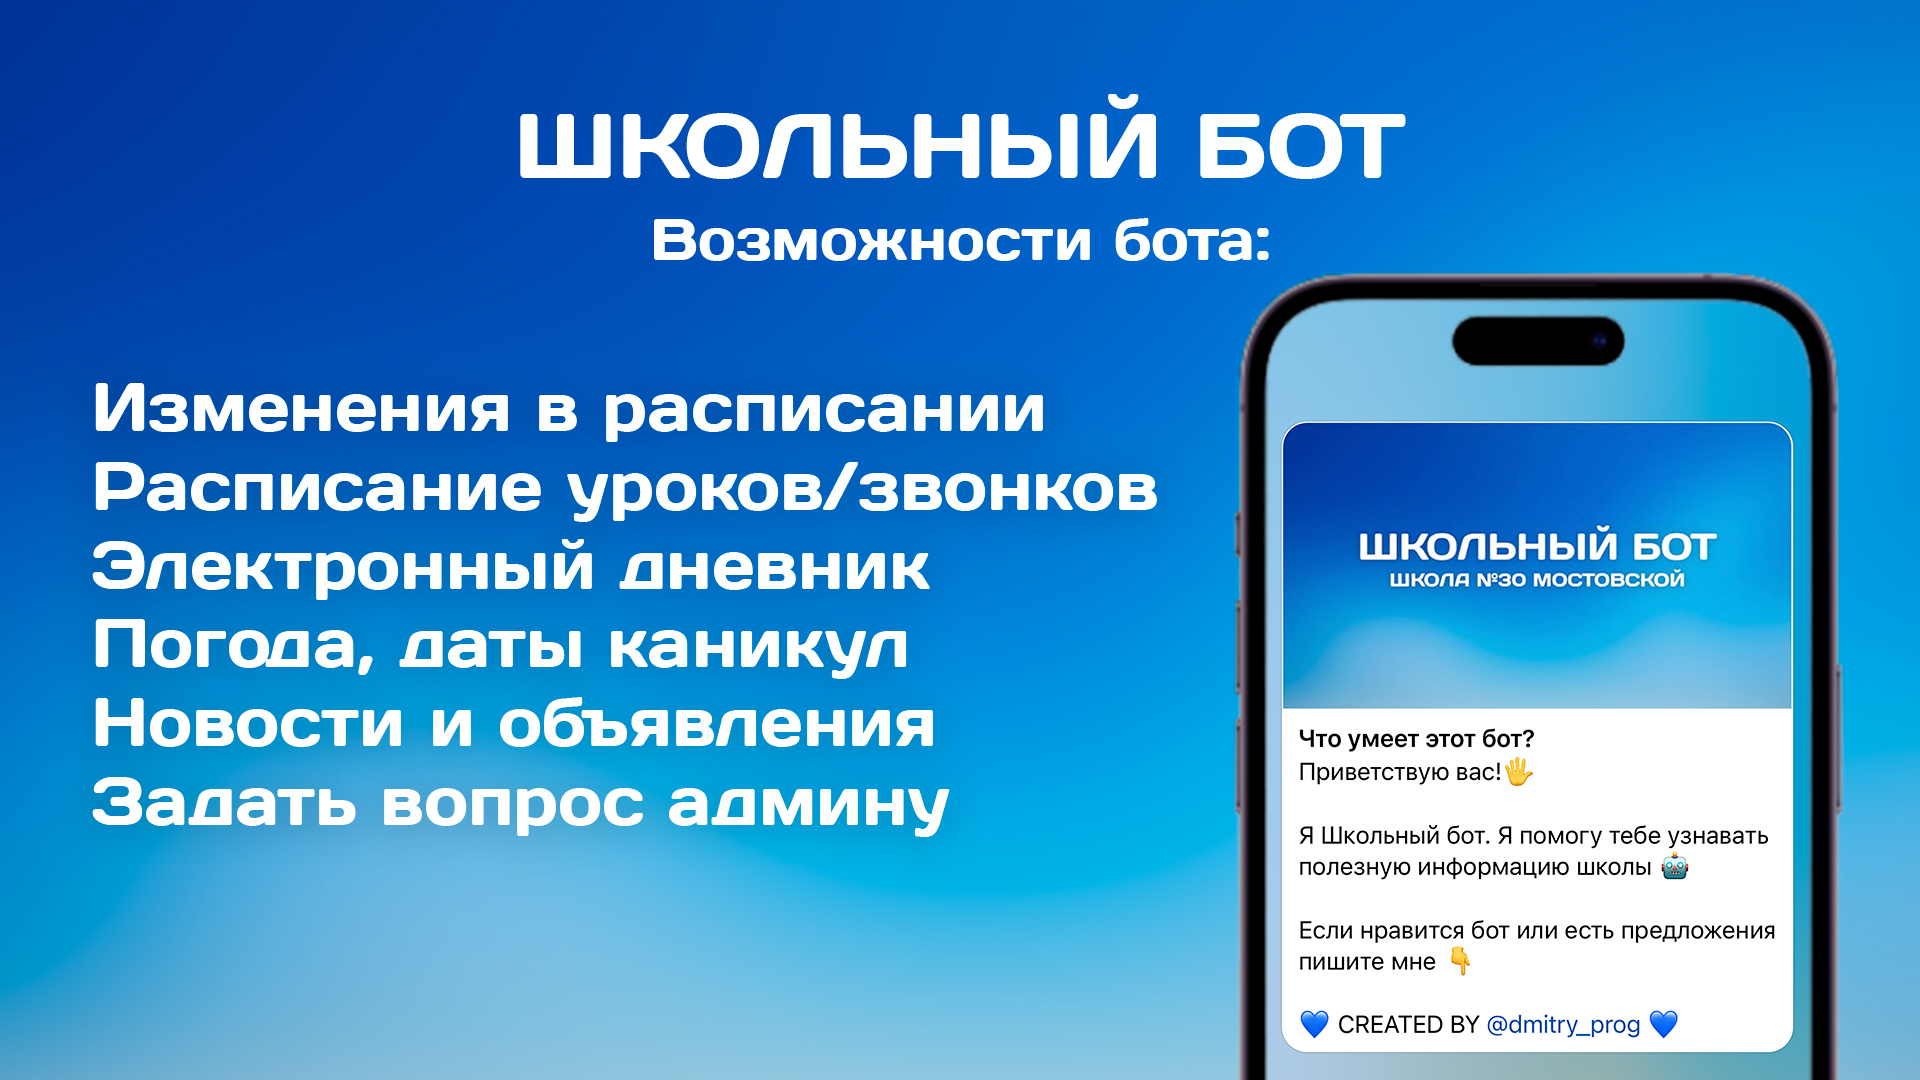 ШКОЛЬНЫЙ БОТ
Возможности бота:
Изменения в расписании
Расписание уроков/звонков
Электронный дневник
Погода, даты каникул
Новости и объявления
Задать вопрос админу
ШКОЛЬНЫЙ БОТ
ШКОЛА №30 МОСТОВСКОЙ
Что умеет этот бот?
Приветствую вас!🖐
Я Школьный бот. Я помогу тебе узнавать
полезную информацию школы 🤖
Если нравится бот или есть предложения
пишите мне 👇
💙 CREATED BY @dmitry_prog 💙